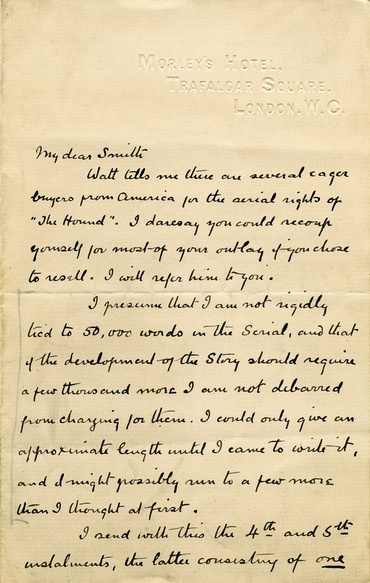 MORLEY'S HOTEL.
TRAFALGAR SQUARE.
LONDON. W.C.
My dear Smith
Watt tells me there are several eager
buyers from America for the serial rights of
"The Hound". I daresay you could recoup
yourself for most of your outlay if you chose
to resell. I will refer him to you.
I presume that I am not rigidly
tied to 50,000 words in the Serial, and that
if the development of the Story should require
a few thousand more I am not debarred
from charging for them. I could only give an
approximate length until I came to write it,
and it might possibly run to a few more
than I thought at first.
I send with this the 4th and 5th
instalments, the latter consisting of one